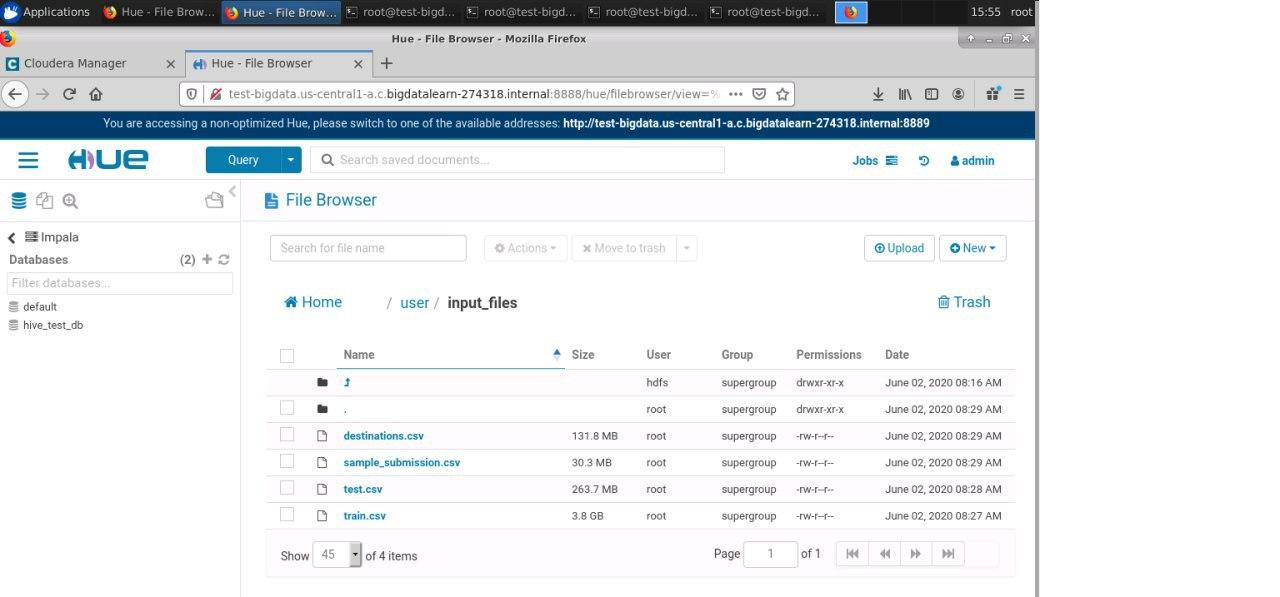 Applications Hue - File Brow... Hue - File Brow... root@test-bigd... root@test-bigd... root@test-bigd... root@test-bigd... 15:55 root
Hue - File Browser - Mozilla Firefox
Cloudera Manager Hue - File Browser
test-bigdata.us-central1-a.c.bigdatalearn-274318.internal:8888/hue/filebrowser/view=%
You are accessing a non-optimized Hue, please switch to one of the available addresses: http://test-bigdata.us-central1-a.c.bigdatalearn-274318.internal:8889
HUE Query Search saved documents... Jobs admin
File Browser
Impala
Databases (2)
Filter databases...
default
hive_test_db
Search for file name Actions Move to trash Upload New
Home / user / input_files Trash
Name Size User Group Permissions Date
hdfs supergroup drwxr-xr-x June 02, 2020 08:16 AM
. root supergroup drwxr-xr-x June 02, 2020 08:29 AM
destinations.csv 131.8 MB root supergroup -rw-r--r-- June 02, 2020 08:29 AM
sample_submission.csv 30.3 MB root supergroup -rw-r--r-- June 02, 2020 08:29 AM
test.csv 263.7 MB root supergroup -rw-r--r-- June 02, 2020 08:28 AM
train.csv 3.8 GB root supergroup -rw-r--r-- June 02, 2020 08:27 AM
Show 45 of 4 items Page 1 of 1